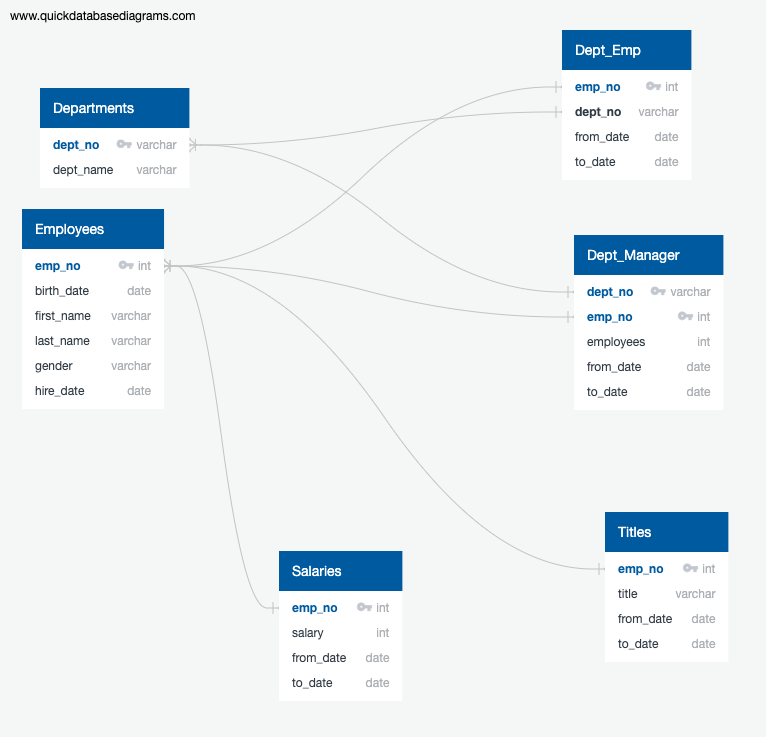 www.quickdatabasediagrams.com
Departments
dept_no varchar
dept_name varchar
Employees
emp_no int
birth_date date
first_name varchar
last_name varchar
gender varchar
hire_date date
Dept_Emp
emp_no int
dept_no varchar
from_date date
to_date date
Dept_Manager
dept_no varchar
emp_no int
employees int
from_date date
to_date date
Salaries
emp_no int
salary int
from_date date
to_date date
Titles
emp_no int
title varchar
from_date date
to_date date